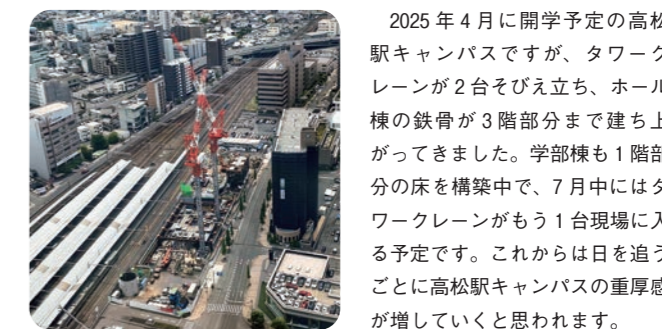 2025 年 4 月に開学予定の高松
駅キャンパスですが、タワーク
レーンが 2 台そびえ立ち、ホール
棟の鉄骨が 3 階部分まで建ち上
がってきました。学部棟も 1 階部
分の床を構築中で、7 月中にはタ
ワークレーンがもう 1 台現場に入
る予定です。これからは日を追う
ごとに高松駅キャンパスの重厚感
が増していくと思われます。